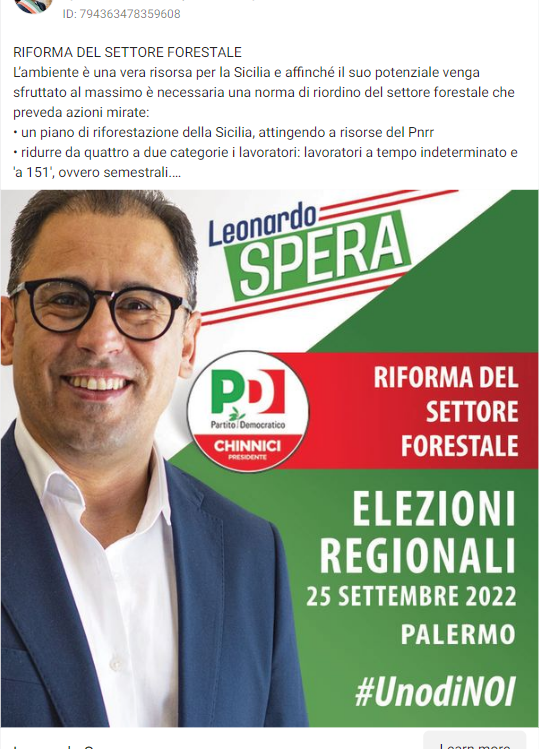 ID: 794363478359608
RIFORMA DEL SETTORE FORESTALE
L'ambiente è una vera risorsa per la Sicilia e affinché il suo potenziale venga
sfruttato al massimo è necessaria una norma di riordino del settore forestale che
preveda azioni mirate:
• un piano di riforestazione della Sicilia, attingendo a risorse del Pnrr
• ridurre da quattro a due categorie i lavoratori: lavoratori a tempo indeterminato e
'a 151', ovvero semestrali....
Leonardo
SPERA
PD
Partito Democratico
CHINNICI
PRESIDENTE
RIFORMA DEL
SETTORE
FORESTALE
ELEZIONI
REGIONALI
25 SETTEMBRE 2022
PALERMO
#UnodiNOI
Learn more